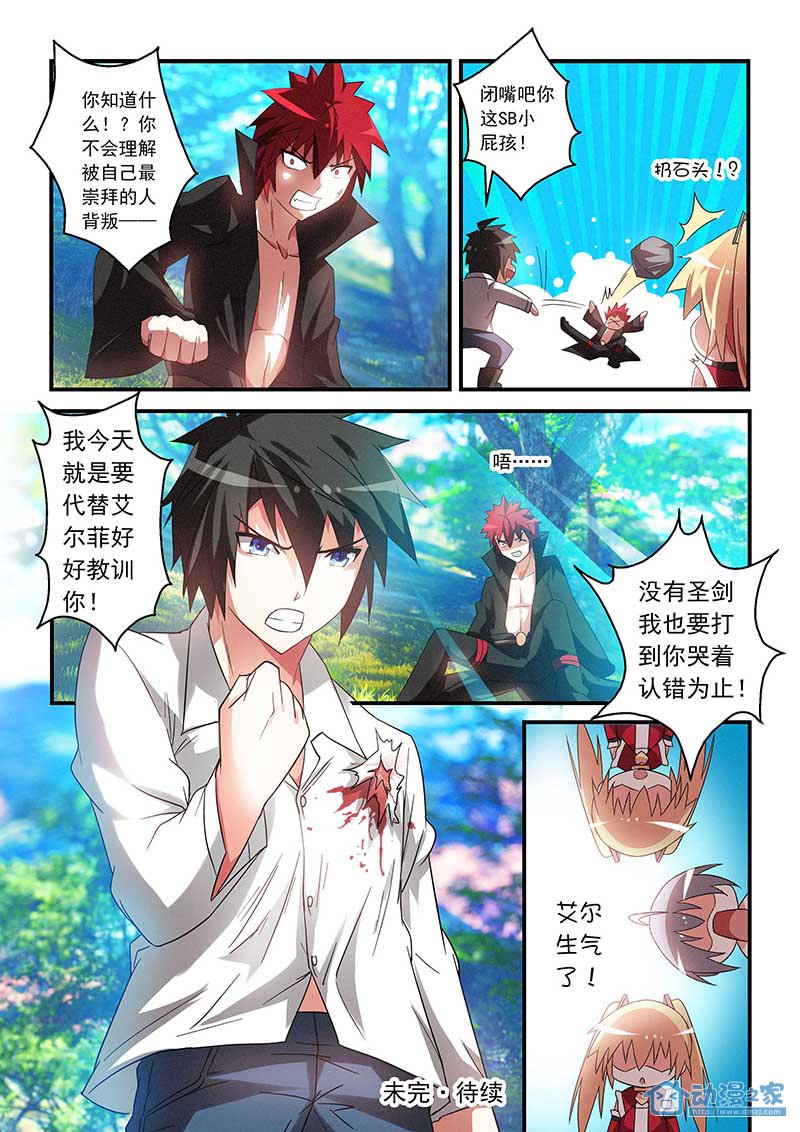 你知道什
么！？你
不会理解
被自己最
崇拜的人
背叛——
闭嘴吧你
这SB小
屁孩！
扔石头！？
我今天
就是要
代替艾
尔菲好
好教训
你！
唔……
没有圣剑
我也要打
到你哭着
认错为止！
艾尔
生气
了！
未完·待续
动漫之家
http://www.dmzj.com